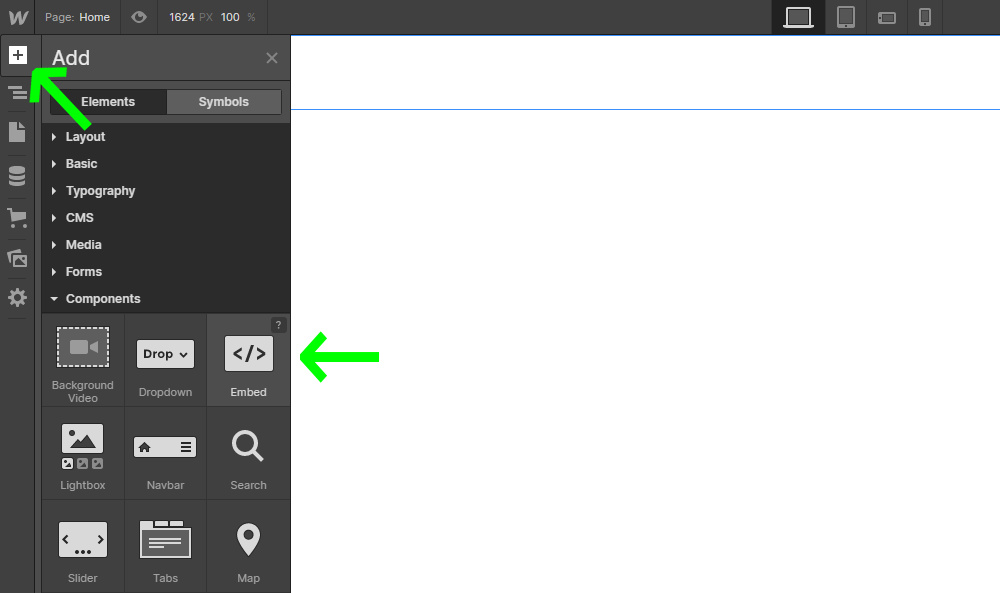 W Page: Home 1624 PX 100 %
Add
Elements Symbols
Layout
Basic
Typography
CMS
Media
Forms
Components
?
Drop </>
Background
Video
Dropdown
Embed
Lightbox
Navbar
Search
Slider
Tabs
Map